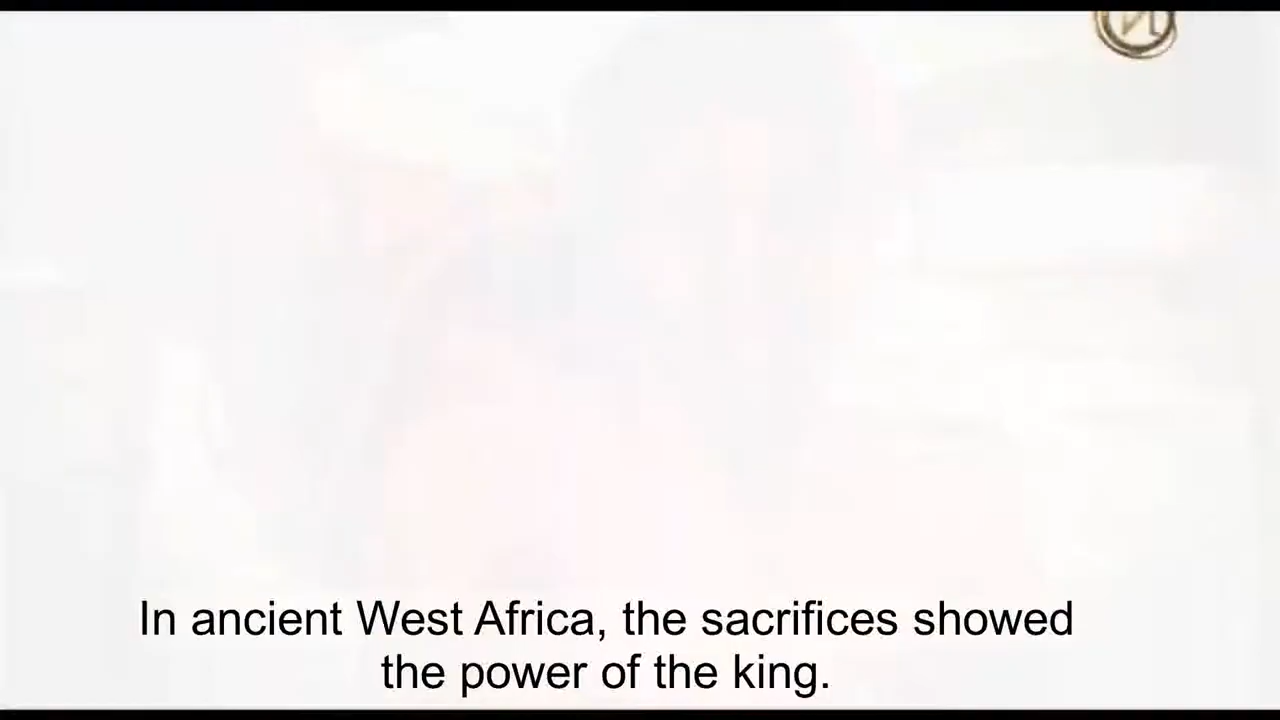 In ancient West Africa, the sacrifices showed
the power of the king.